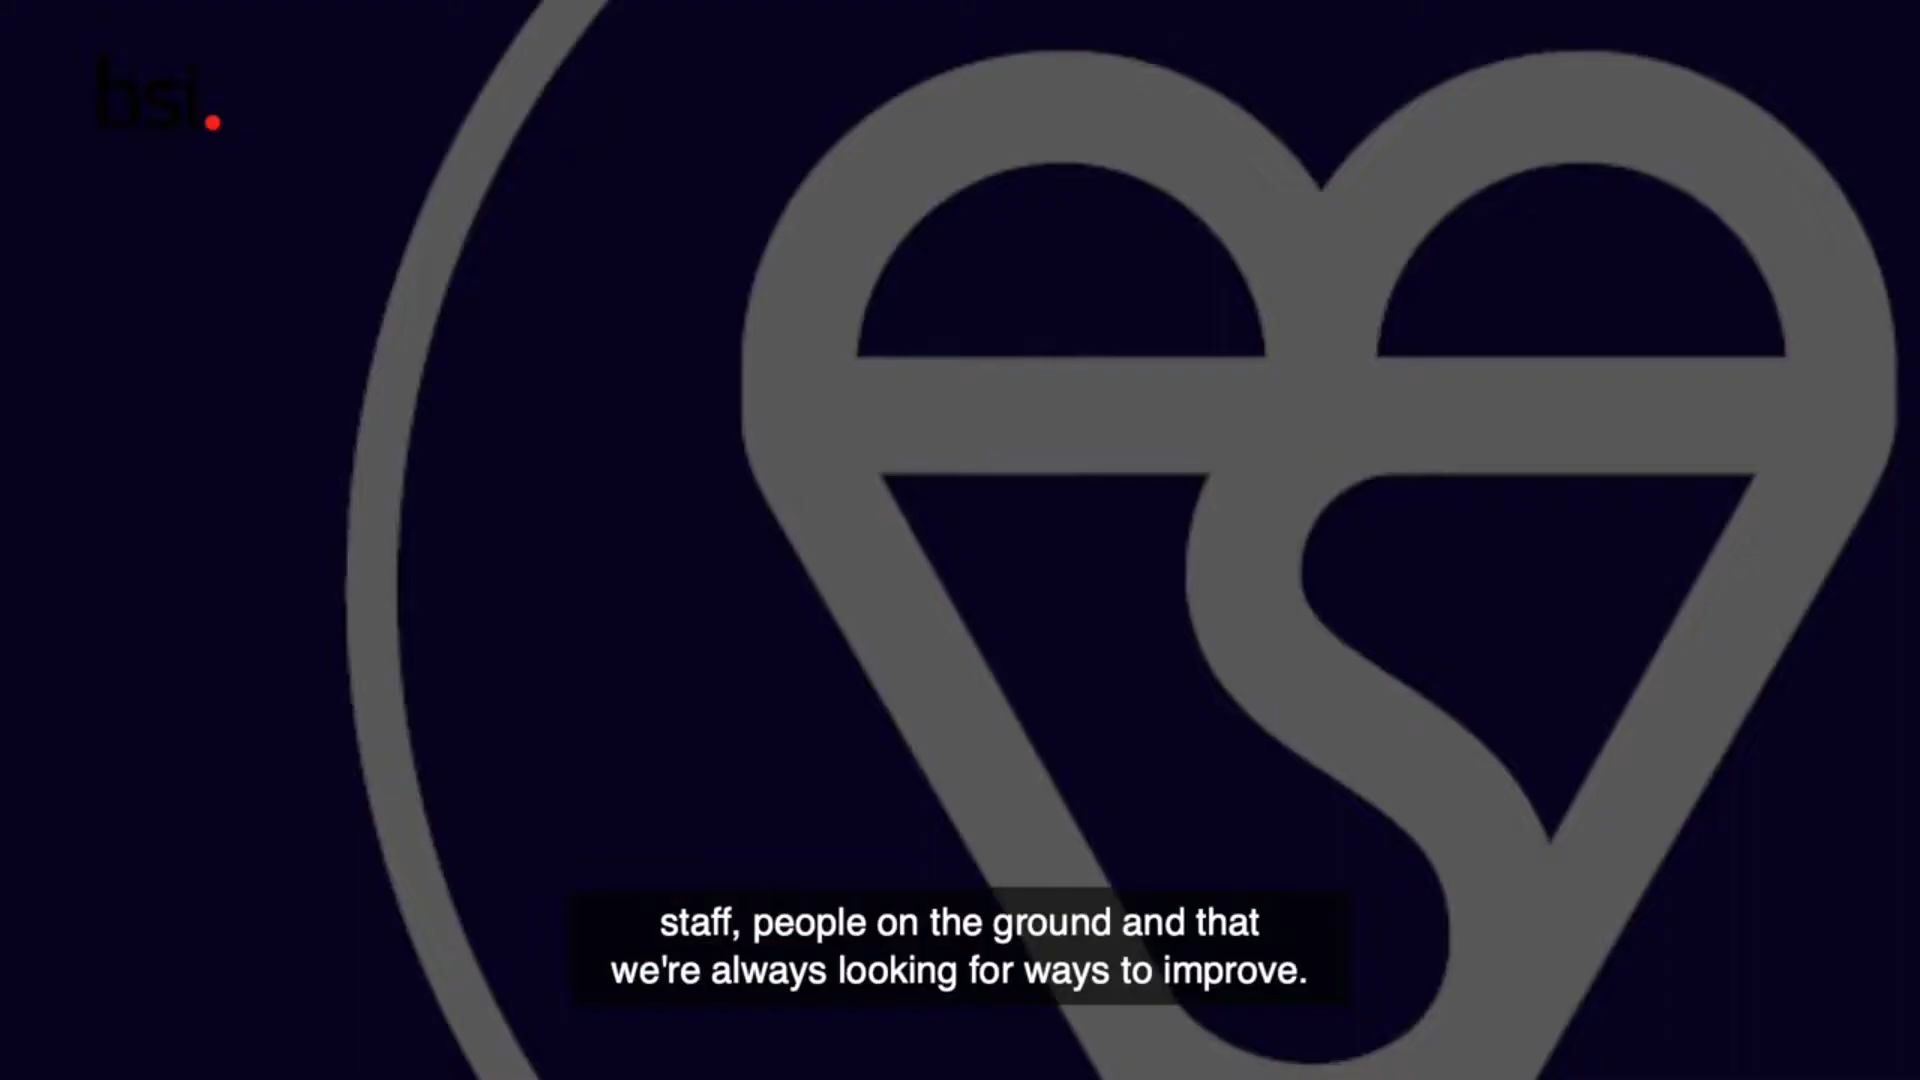 bsi.
staff, people on the ground and that
we're always looking for ways to improve.